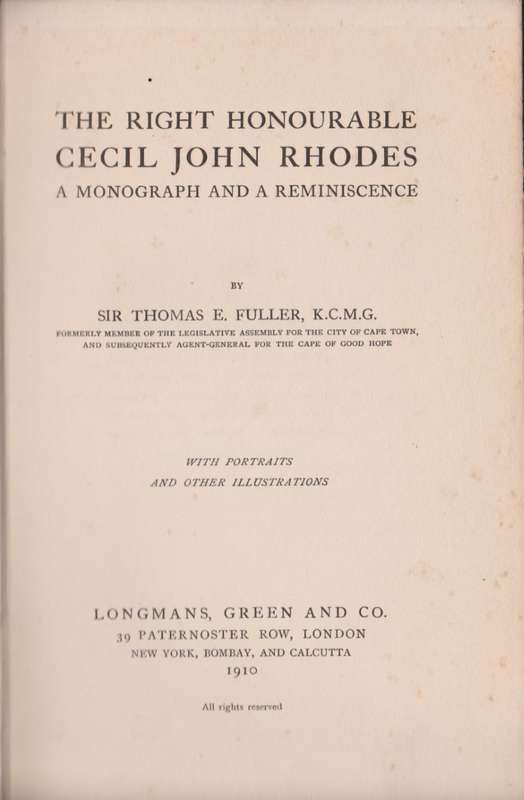 THE RIGHT HONOURABLE
CECIL JOHN RHODES
A MONOGRAPH AND A REMINISCENCE
BY
SIR THOMAS E. FULLER, K.C.M.G.
FORMERLY MEMBER OF THE LEGISLATIVE ASSEMBLY FOR THE CITY OF CAPE TOWN,
AND SUBSEQUENTLY AGENT-GENERAL FOR THE CAPE OF GOOD HOPE
WITH PORTRAITS
AND OTHER ILLUSTRATIONS
LONGMANS, GREEN AND CO.
39 PATERNOSTER ROW, LONDON
NEW YORK, BOMBAY, AND CALCUTTA
1910
All rights reserved